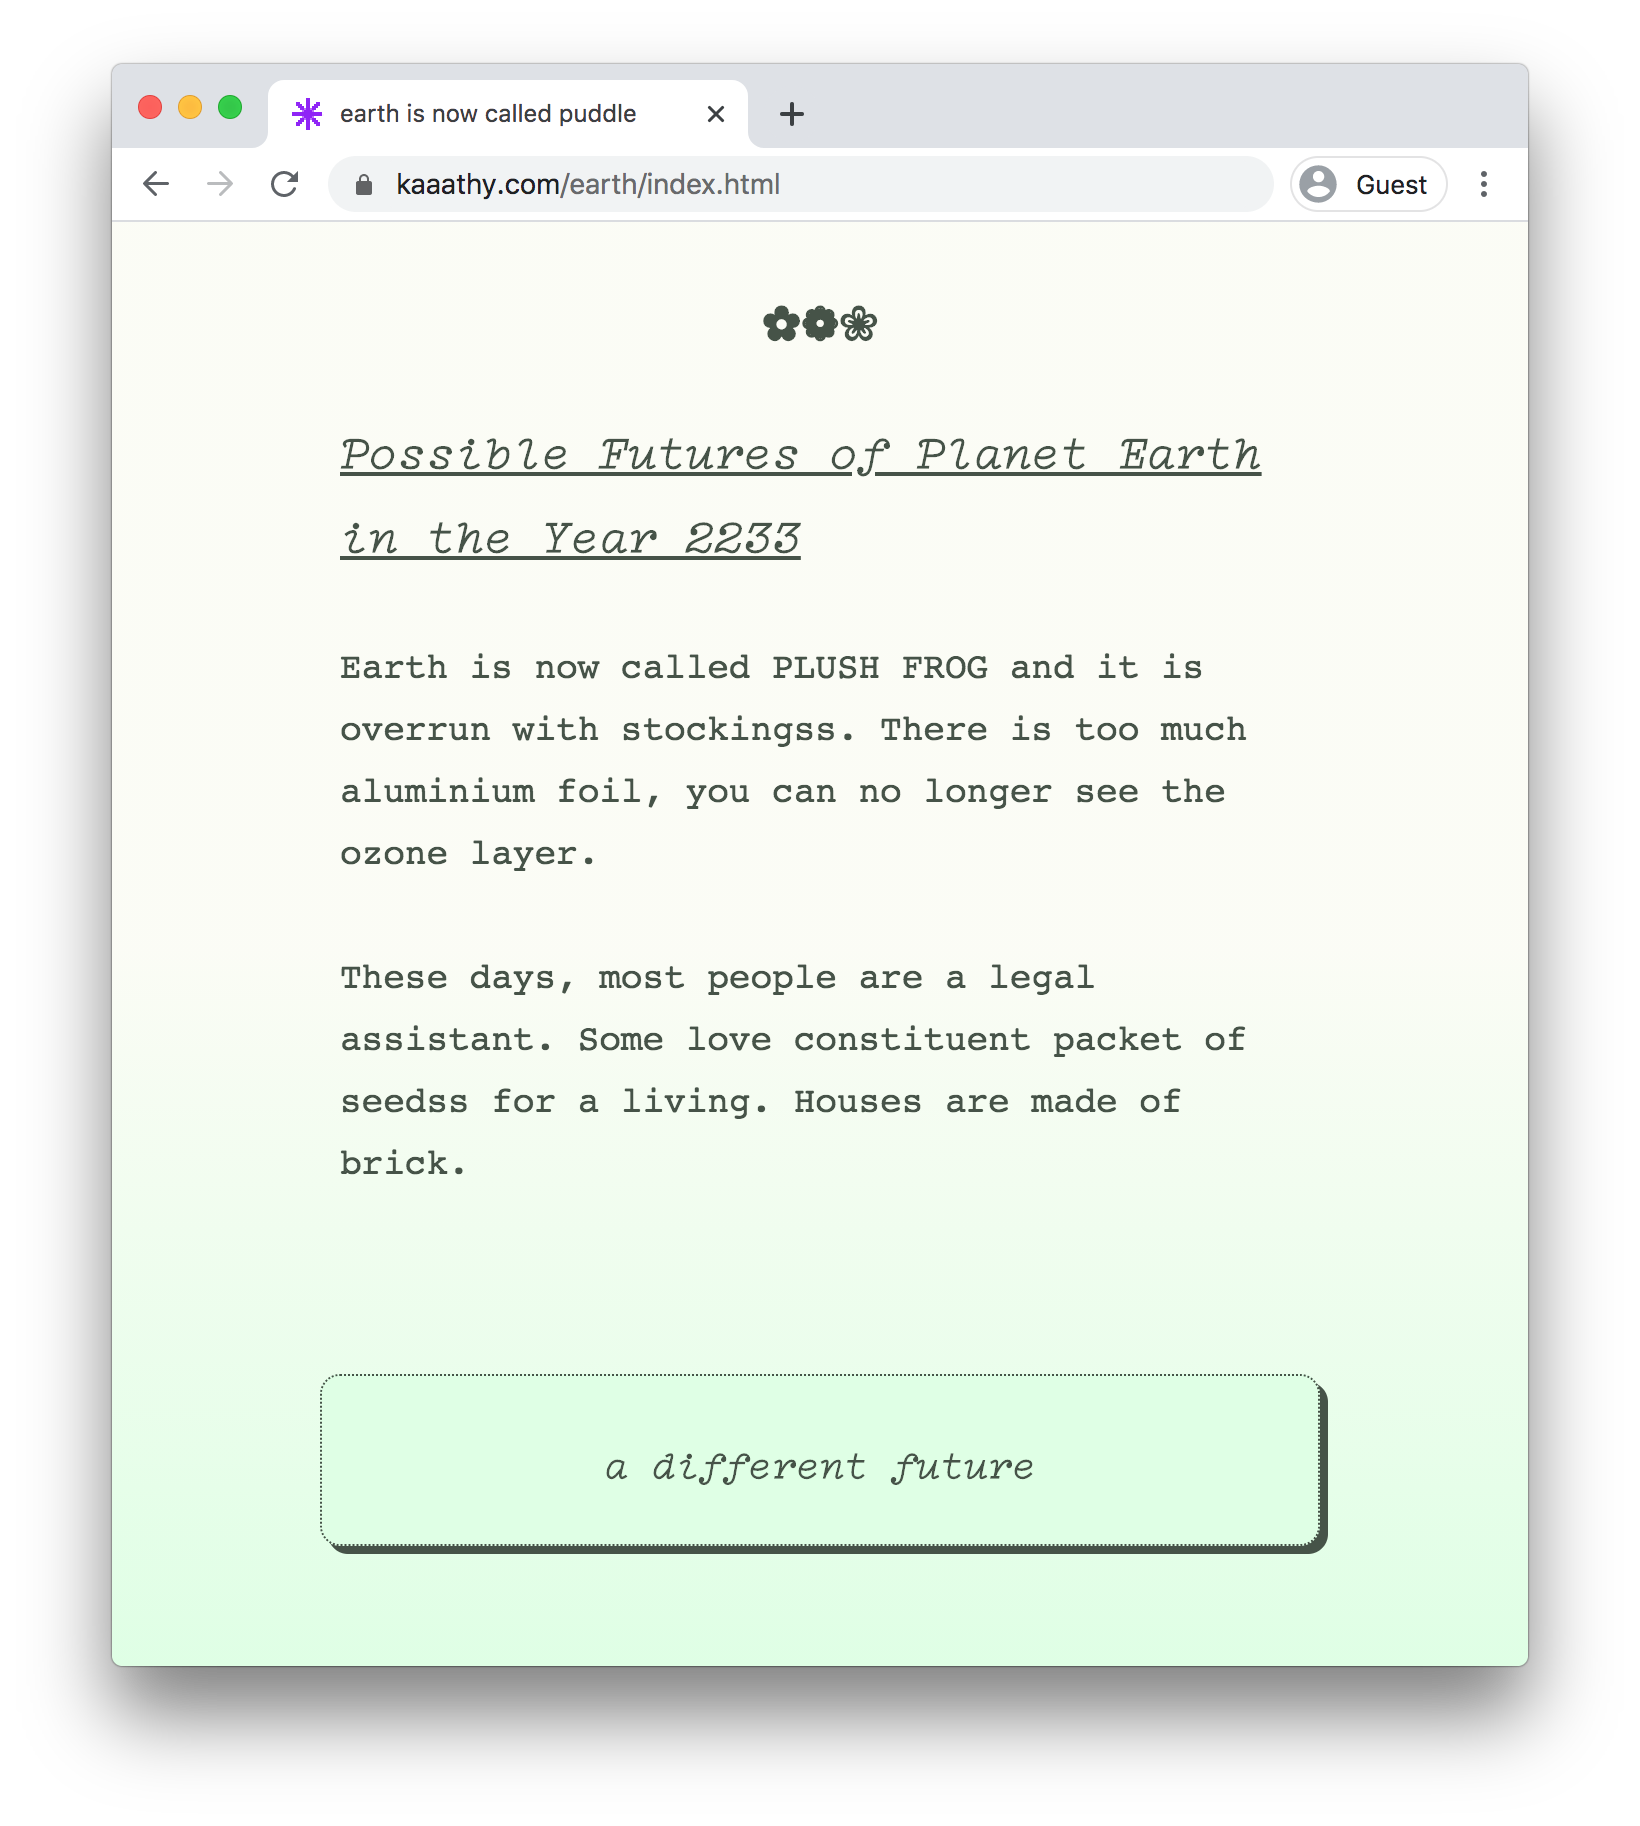 earth is now called puddle
kaaathy.com/earth/index.html
Guest
✿❁❀
Possible Futures of Planet Earth
in the Year 2233
Earth is now called PLUSH FROG and it is
overrun with stockingss. There is too much
aluminium foil, you can no longer see the
ozone layer.
These days, most people are a legal
assistant. Some love constituent packet of
seedss for a living. Houses are made of
brick.
a different future